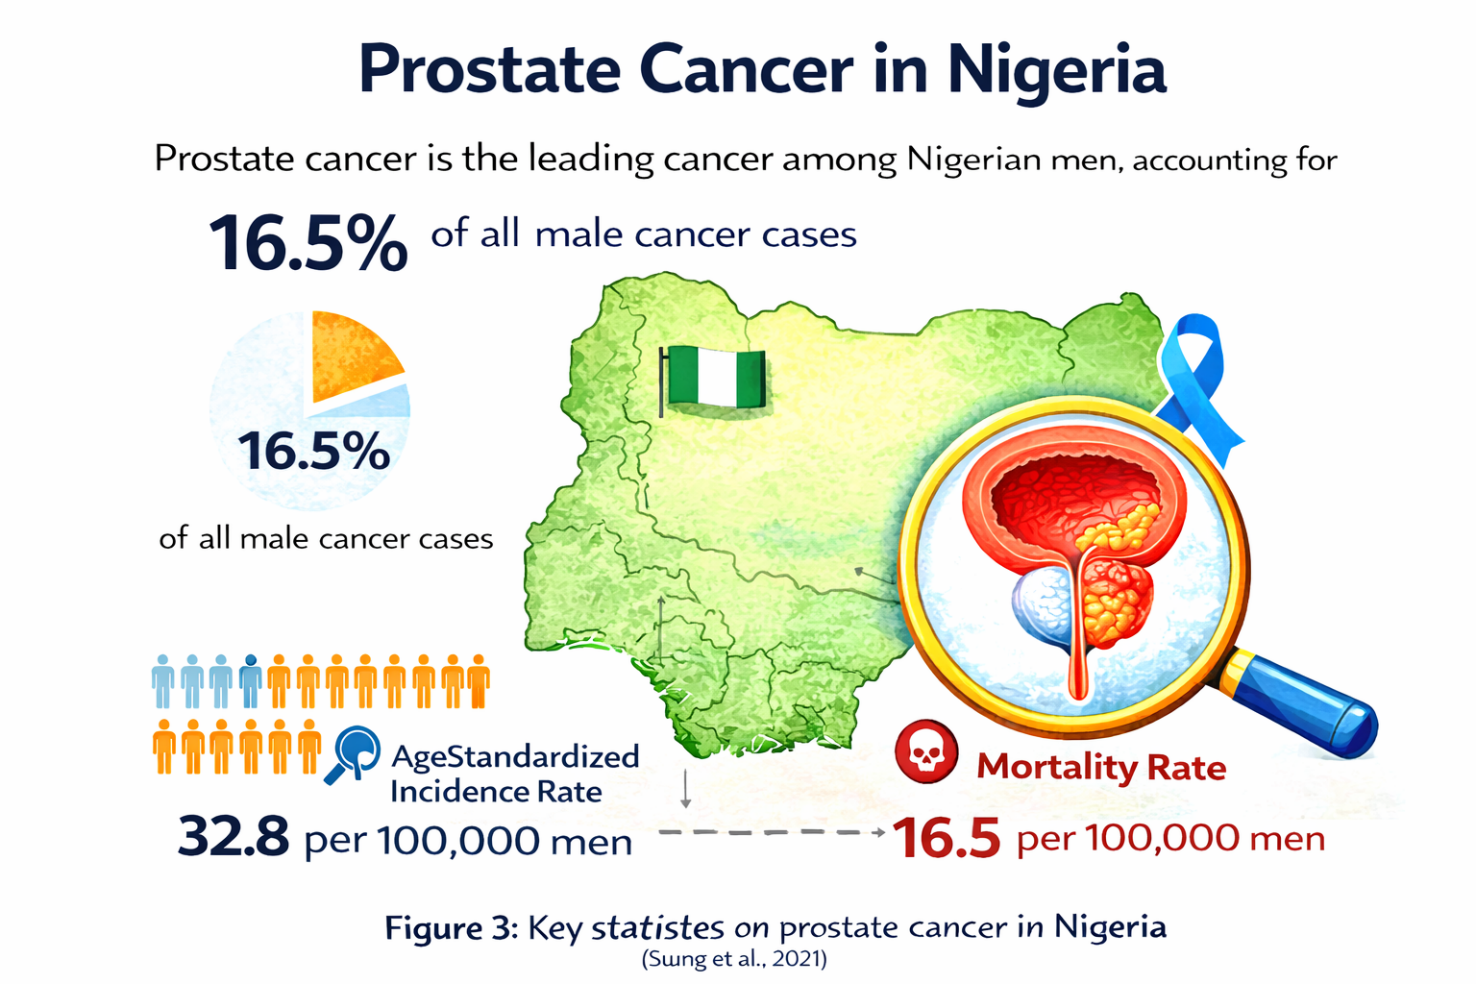 Prostate Cancer in Nigeria
Prostate cancer is the leading cancer among Nigerian men, accounting for
16.5% of all male cancer cases
16.5%
of all male cancer cases
AgeStandardized
Incidence Rate
32.8 per 100,000 men
Mortality Rate
16.5 per 100,000 men
Figure 3: Key statistes on prostate cancer in Nigeria
(Sung et al., 2021)